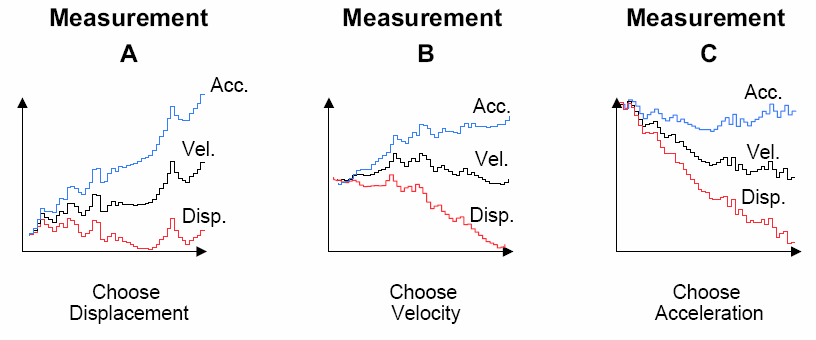 Measurement
A
Acc.
Vel.
Disp.
Choose
Displacement
Measurement
B
Acc.
Vel.
Disp.
Choose
Velocity
Measurement
C
Acc.
Vel.
Disp.
Choose
Acceleration